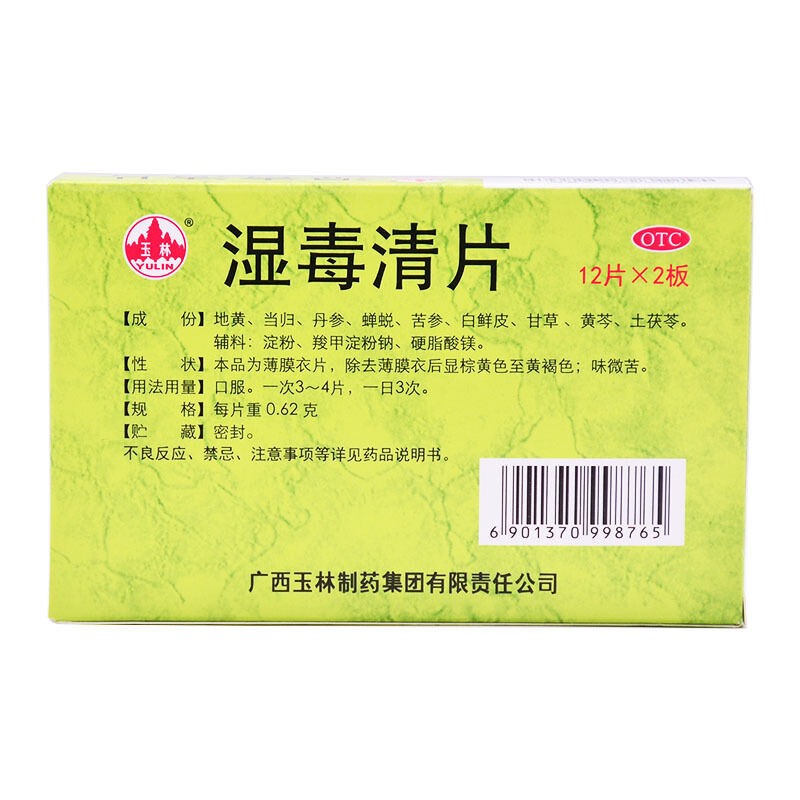 玉林
YULIN
®
湿毒清片
OTC
12片×2板
【成　份】地黄、当归、丹参、蝉蜕、苦参、白鲜皮、甘草、黄芩、土茯苓。
辅料：淀粉、羧甲淀粉钠、硬脂酸镁。
【性　状】本品为薄膜衣片，除去薄膜衣后显棕黄色至黄褐色；味微苦。
【用法用量】口服。一次3～4片，一日3次。
【规　格】每片重0.62克
【贮　藏】密封。
不良反应、禁忌、注意事项等详见药品说明书。
6 901370 998765
广西玉林制药集团有限责任公司